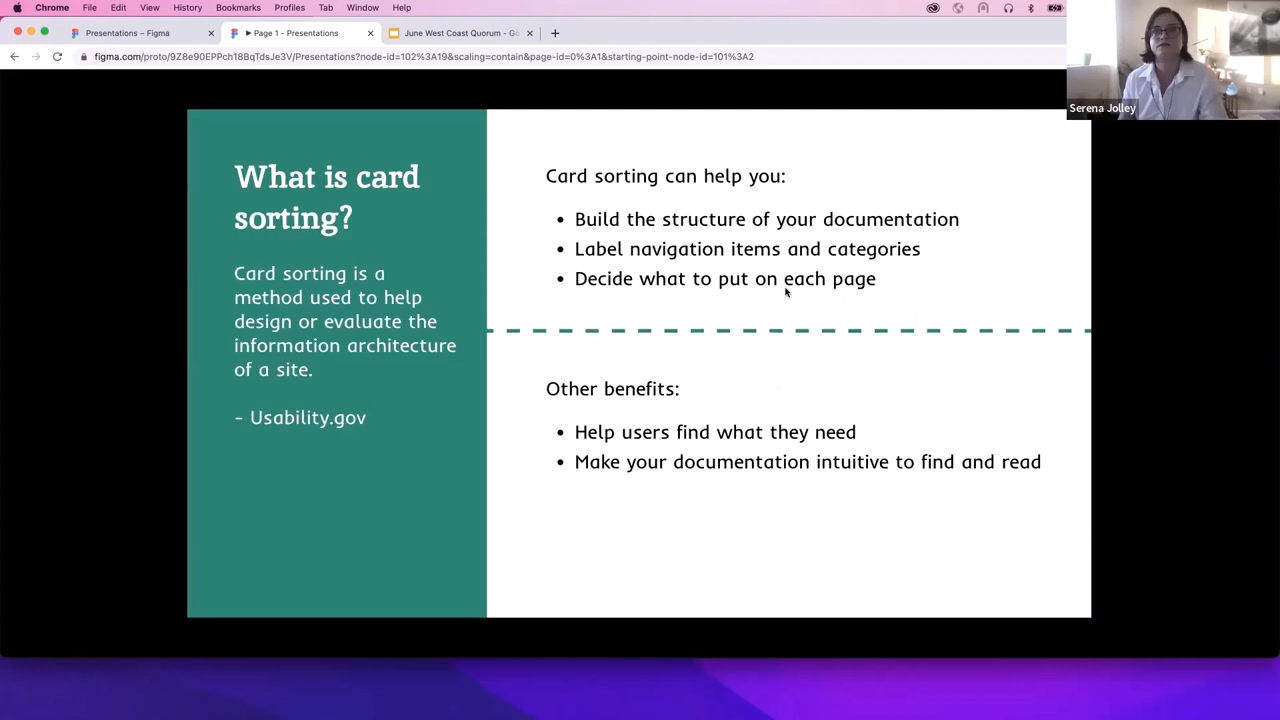 Chrome File Edit View History Bookmarks Profiles Tab Window Help
Presentations – Figma
Page 1 - Presentations
June West Coast Quorum - Go
figma.com/proto/9Z8e90EPPch18BqTdsJe3V/Presentations?node-id=102%3A19&scaling=contain&page-id=0%3A1&starting-point-node-id=101%3A2
Serena Jolley
What is card
sorting?
Card sorting is a
method used to help
design or evaluate the
information architecture
of a site.
- Usability.gov
Card sorting can help you:
• Build the structure of your documentation
• Label navigation items and categories
• Decide what to put on each page
Other benefits:
• Help users find what they need
• Make your documentation intuitive to find and read